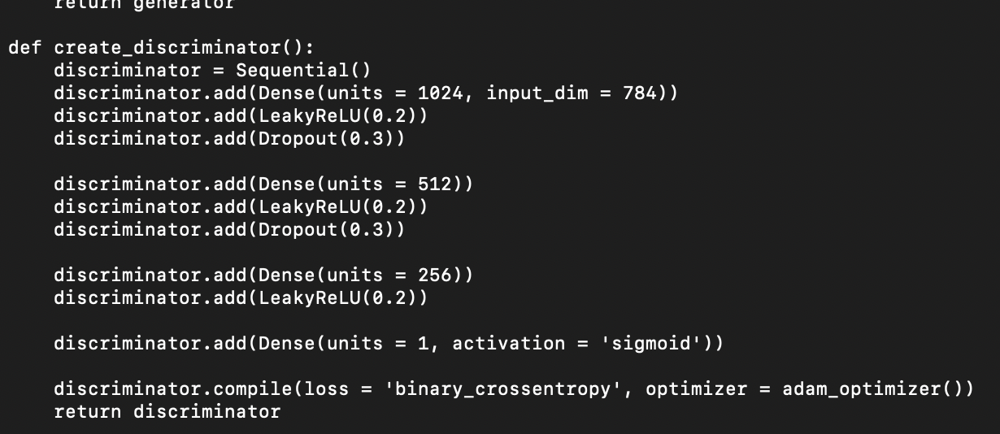 return generator
def create_discriminator():
    discriminator = Sequential()
    discriminator.add(Dense(units = 1024, input_dim = 784))
    discriminator.add(LeakyReLU(0.2))
    discriminator.add(Dropout(0.3))
    discriminator.add(Dense(units = 512))
    discriminator.add(LeakyReLU(0.2))
    discriminator.add(Dropout(0.3))
    discriminator.add(Dense(units = 256))
    discriminator.add(LeakyReLU(0.2))
    discriminator.add(Dense(units = 1, activation = 'sigmoid'))
    discriminator.compile(loss = 'binary_crossentropy', optimizer = adam_optimizer())
    return discriminator